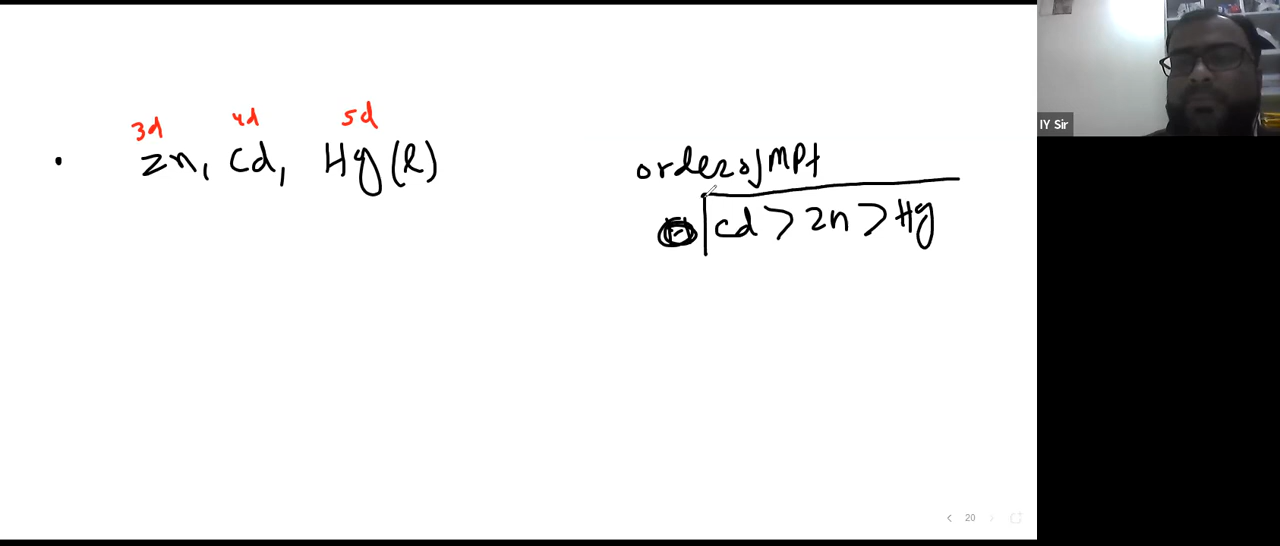 3d 4d 5d
Zn, Cd, Hg (l)
order of MPt
Cd > Zn > Hg
IY Sir
20